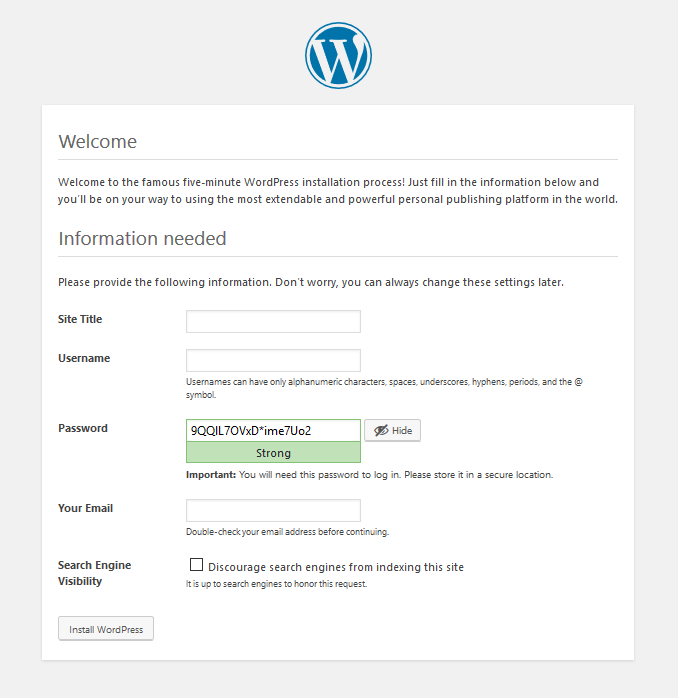 Welcome
Welcome to the famous five-minute WordPress installation process! Just fill in the information below and
you’ll be on your way to using the most extendable and powerful personal publishing platform in the world.
Information needed
Please provide the following information. Don’t worry, you can always change these settings later.
Site Title
Username
Usernames can have only alphanumeric characters, spaces, underscores, hyphens, periods, and the @
symbol.
Password
9QQIL7OVxD*ime7Uo2
Hide
Strong
Important: You will need this password to log in. Please store it in a secure location.
Your Email
Double-check your email address before continuing.
Search Engine
Visibility
Discourage search engines from indexing this site
It is up to search engines to honor this request.
Install WordPress